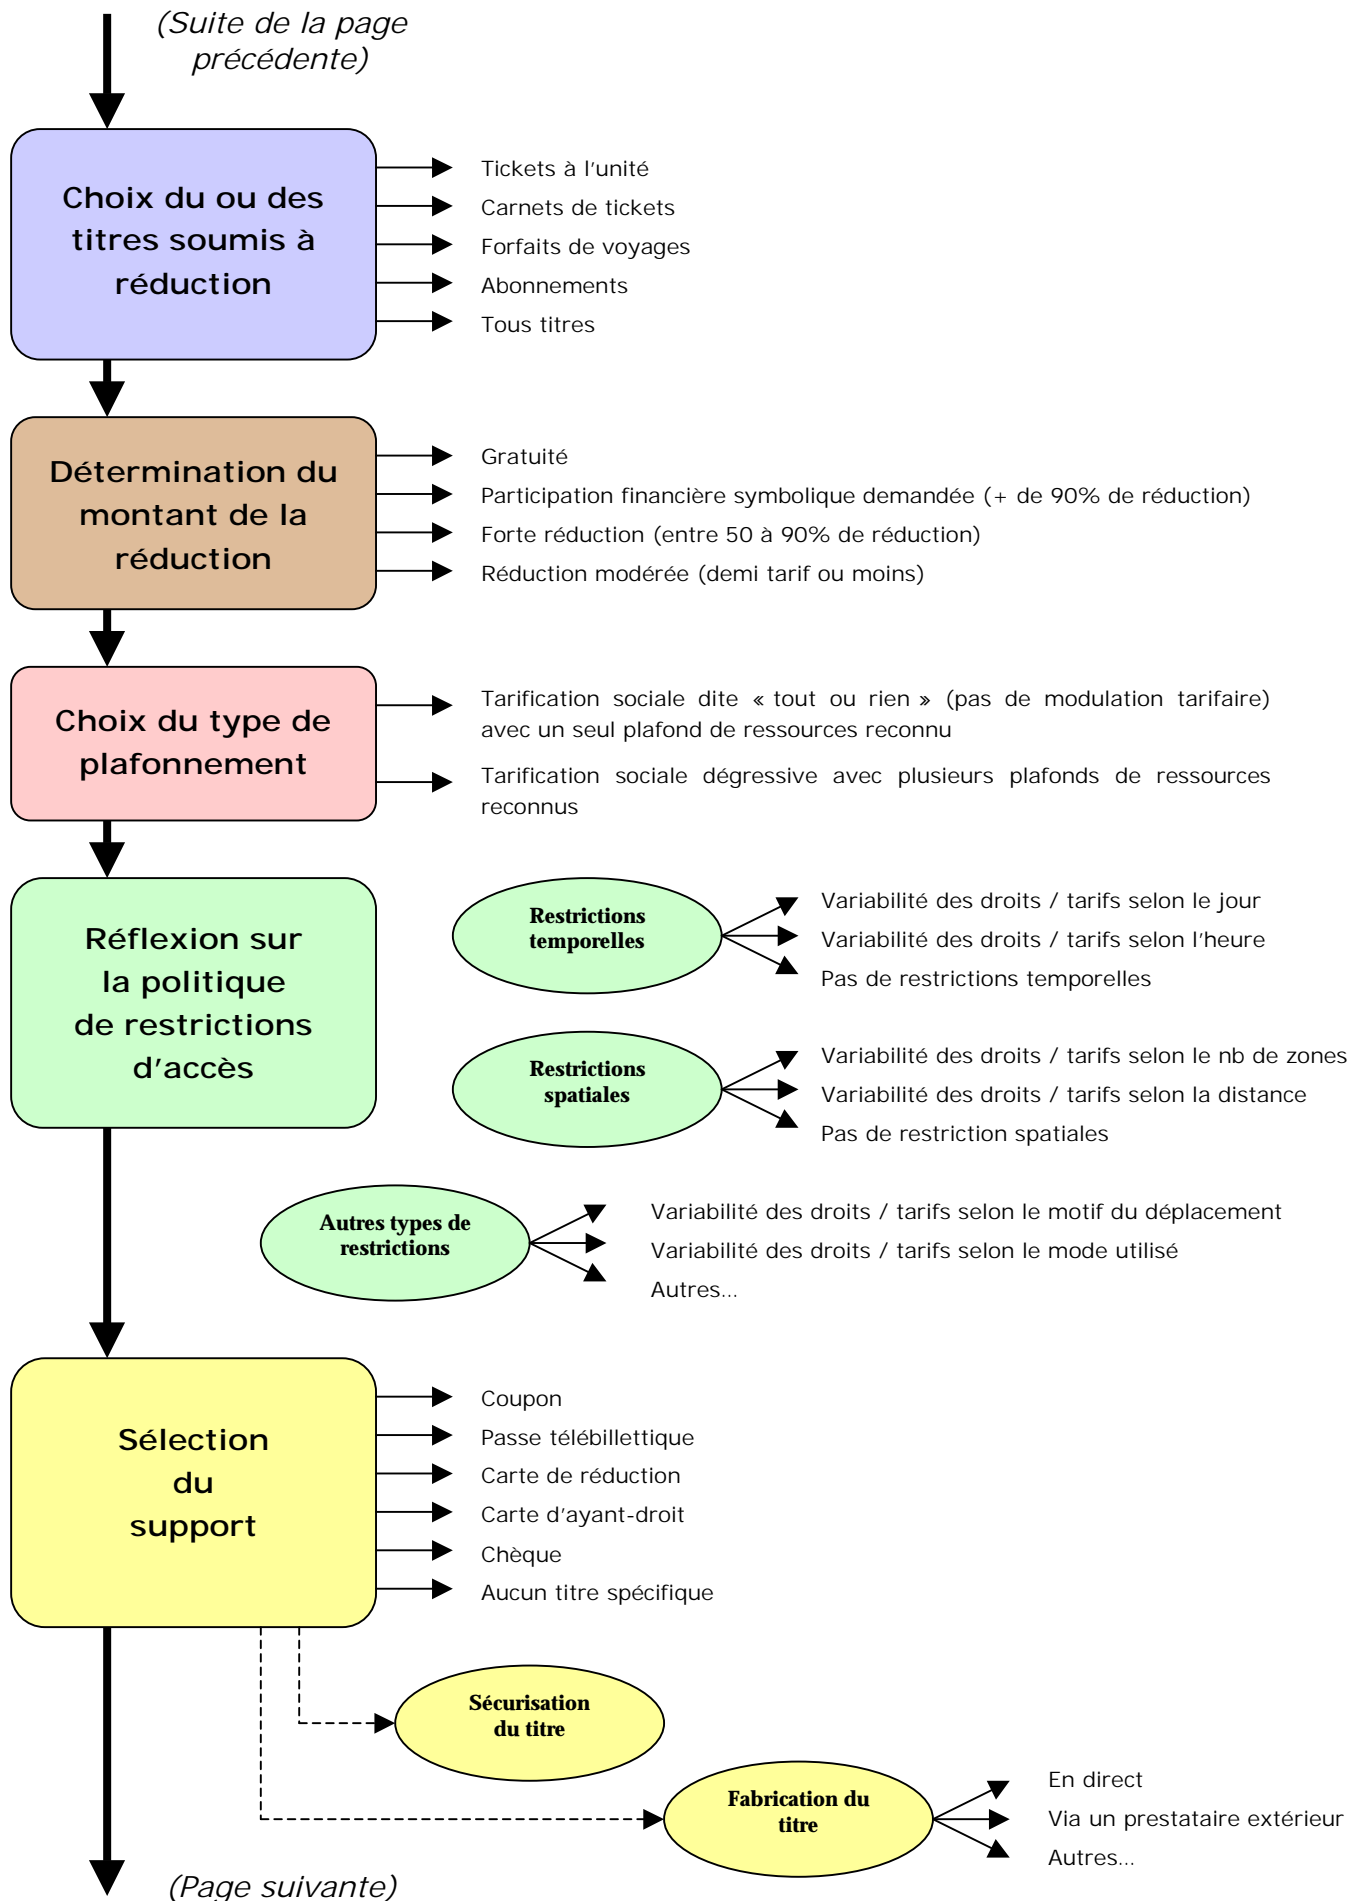 (Suite de la page
précédente)
Choix du ou des
titres soumis à
réduction
Tickets à l'unité
Carnets de tickets
Forfaits de voyages
Abonnements
Tous titres
Détermination du
montant de la
réduction
Gratuité
Participation financière symbolique demandée (+ de 90% de réduction)
Forte réduction (entre 50 à 90% de réduction)
Réduction modérée (demi tarif ou moins)
Choix du type de
plafonnement
Tarification sociale dite « tout ou rien » (pas de modulation tarifaire)
avec un seul plafond de ressources reconnu
Tarification sociale dégressive avec plusieurs plafonds de ressources
reconnus
Réflexion sur
la politique
de restrictions
d'accès
Restrictions
temporelles
Variabilité des droits / tarifs selon le jour
Variabilité des droits / tarifs selon l'heure
Pas de restrictions temporelles
Restrictions
spatiales
Variabilité des droits / tarifs selon le nb de zones
Variabilité des droits / tarifs selon la distance
Pas de restriction spatiales
Autres types de
restrictions
Variabilité des droits / tarifs selon le motif du déplacement
Variabilité des droits / tarifs selon le mode utilisé
Autres...
Sélection
du
support
Coupon
Passe télébillettique
Carte de réduction
Carte d'ayant-droit
Chèque
Aucun titre spécifique
Sécurisation
du titre
Fabrication du
titre
En direct
Via un prestataire extérieur
Autres...
(Page suivante)